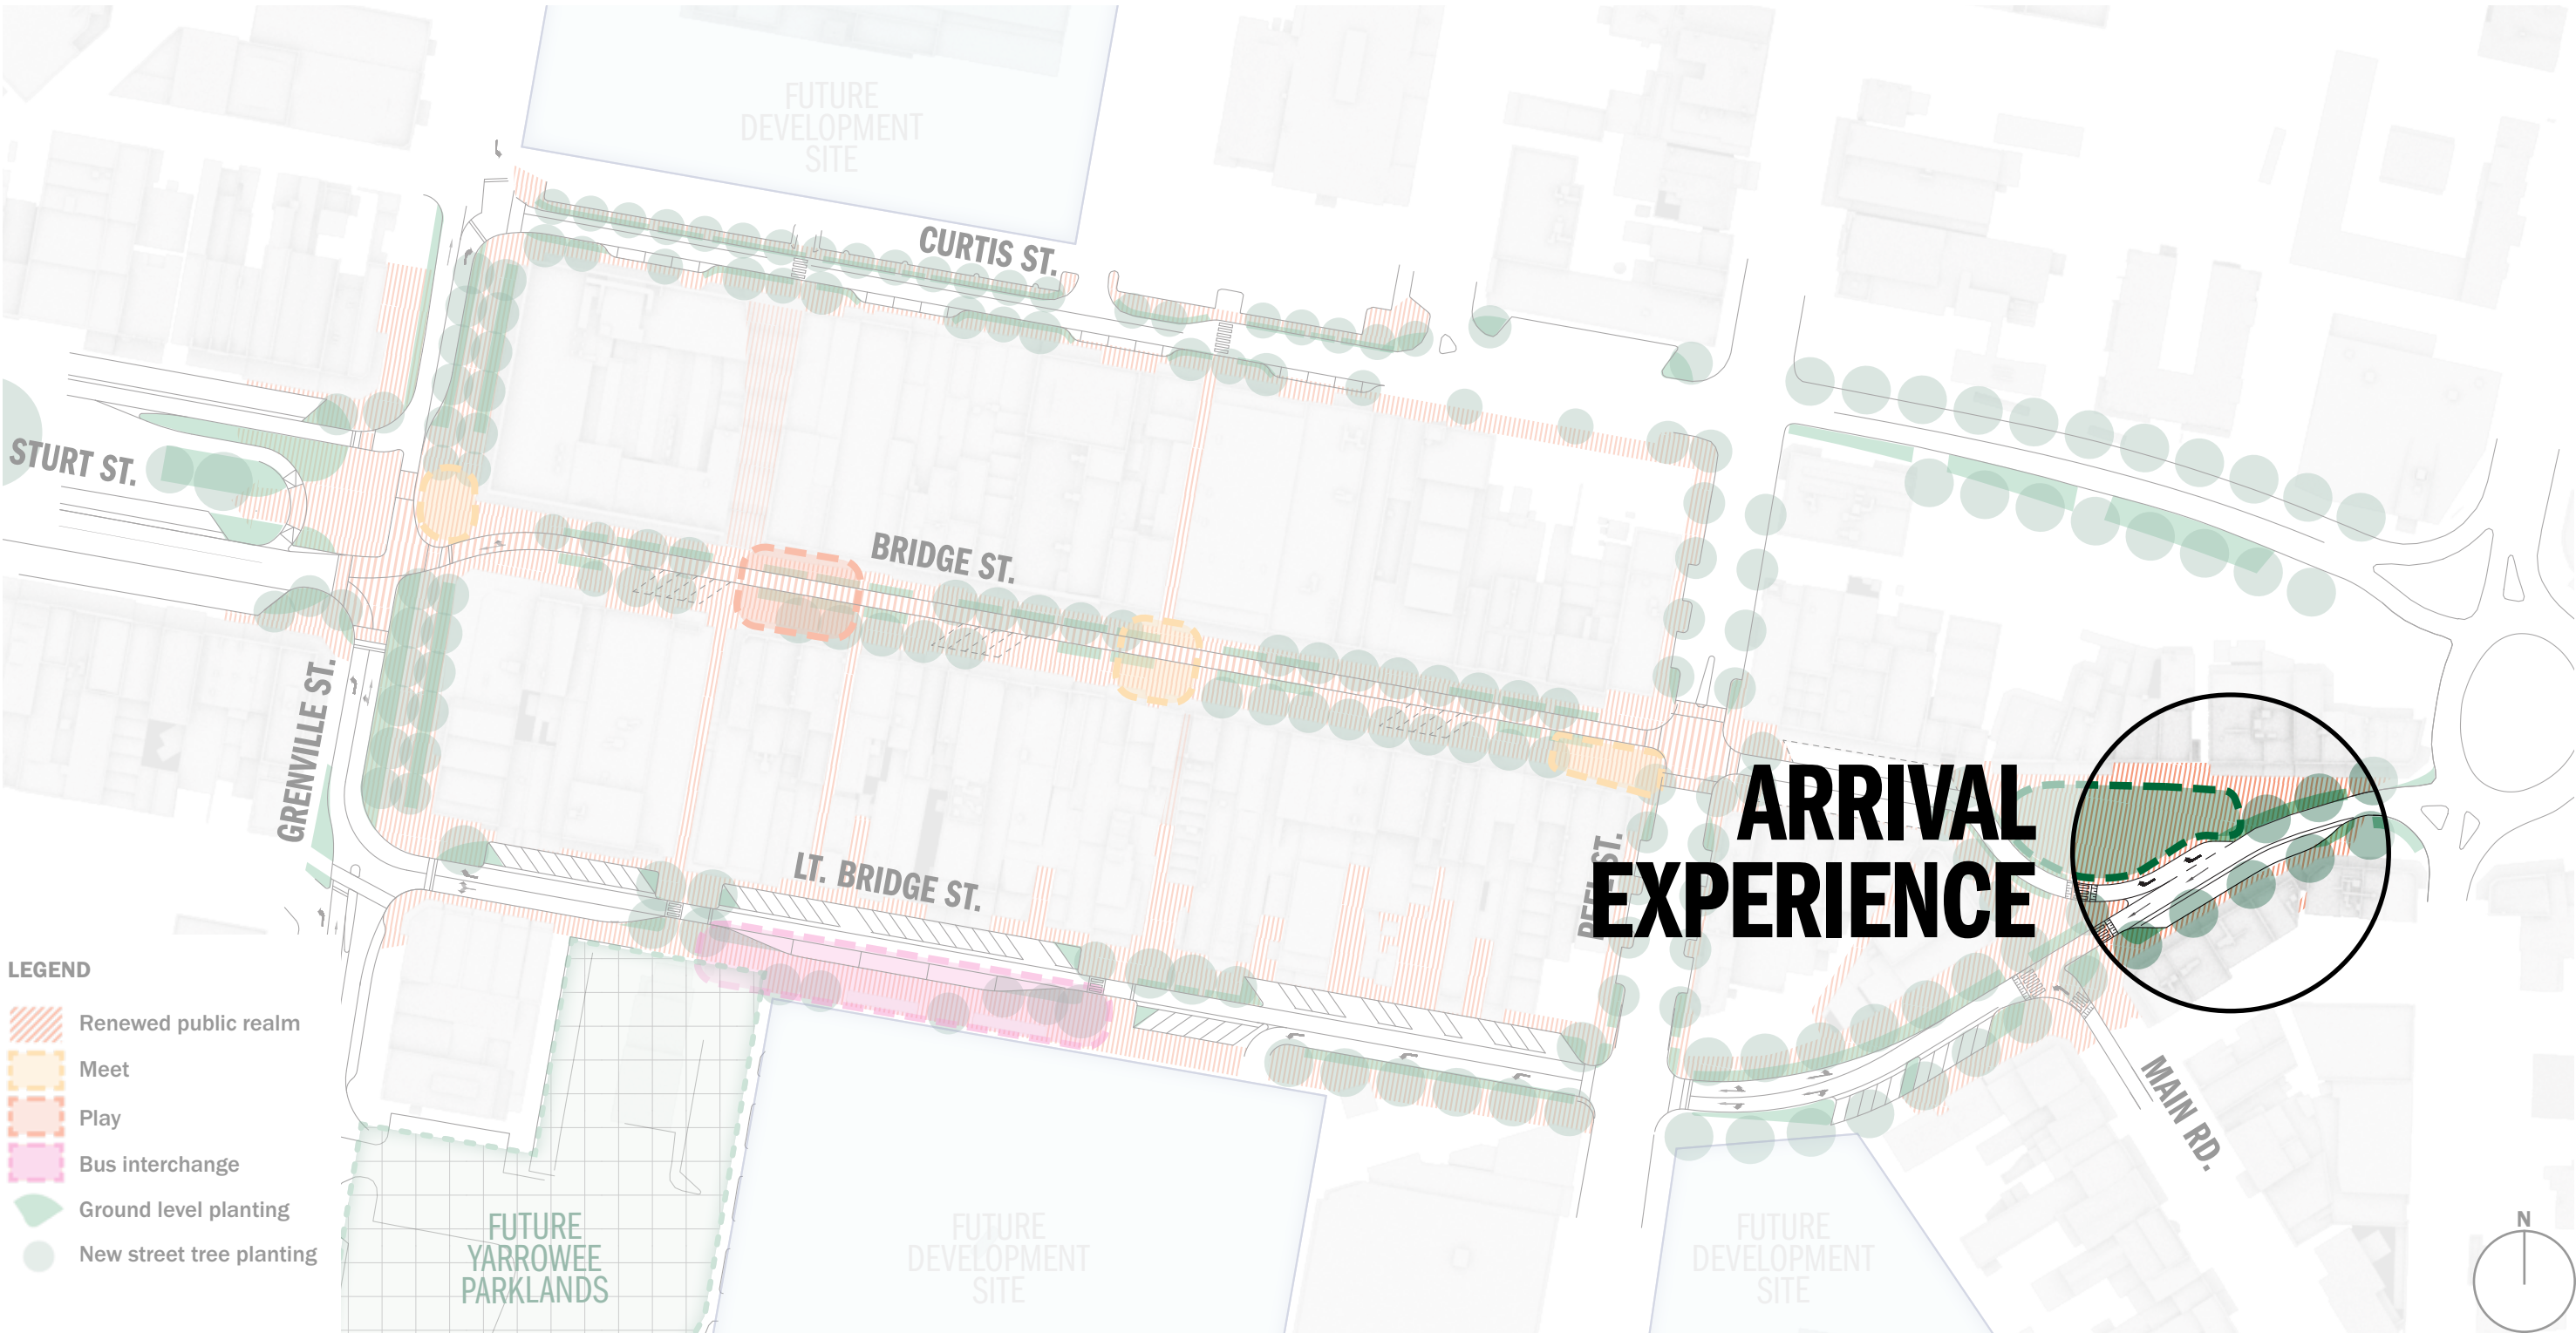 FUTURE
DEVELOPMENT
SITE
CURTIS ST.
STURT ST.
BRIDGE ST.
GRENVILLE ST.
ARRIVAL
EXPERIENCE
PEEL ST.
LT. BRIDGE ST.
MAIN RD.
LEGEND
Renewed public realm
Meet
Play
Bus interchange
Ground level planting
New street tree planting
FUTURE
YARROWEE
PARKLANDS
FUTURE
DEVELOPMENT
SITE
FUTURE
DEVELOPMENT
SITE
N